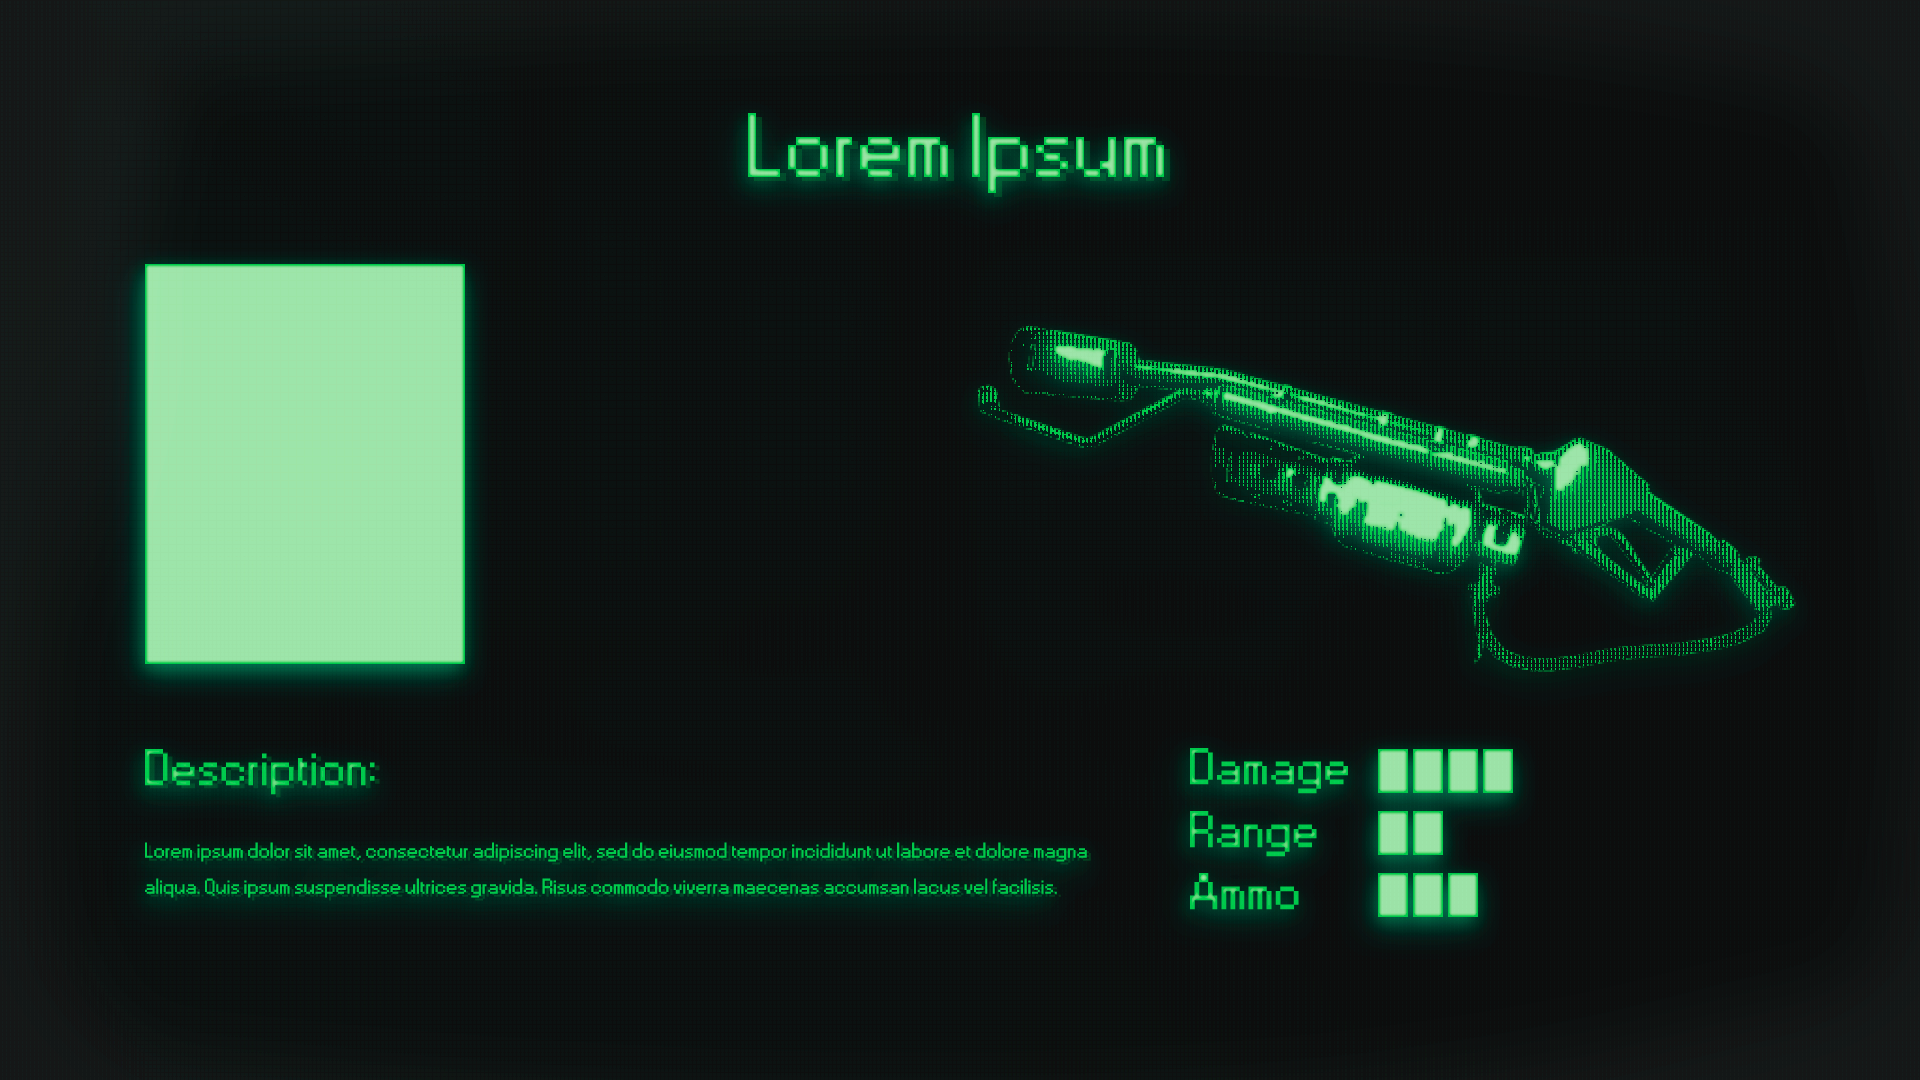 Lorem Ipsum
Description:
Lorem ipsum dolor sit amet, consectetur adipiscing elit, sed do eiusmod tempor incididunt ut labore et dolore magna
aliqua. Quis ipsum suspendisse ultrices gravida. Risus commodo viverra maecenas accumsan lacus vel facilisis.
Damage
Range
Ammo